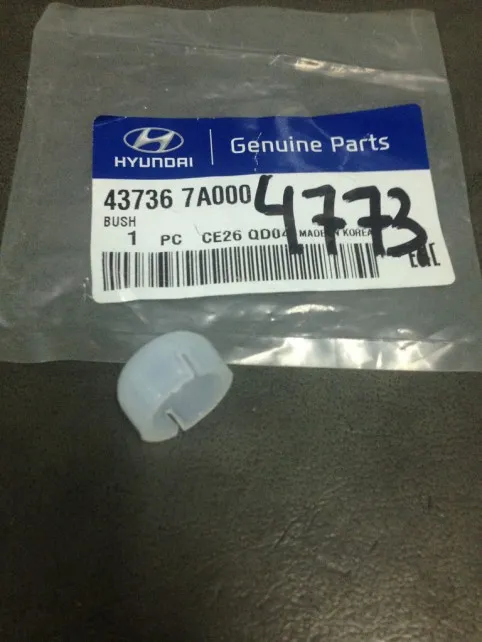 HYUNDAI
Genuine Parts
43736 7A000
4773
BUSH
1 PC CE26 QD04 MADE IN KOREA
EAC